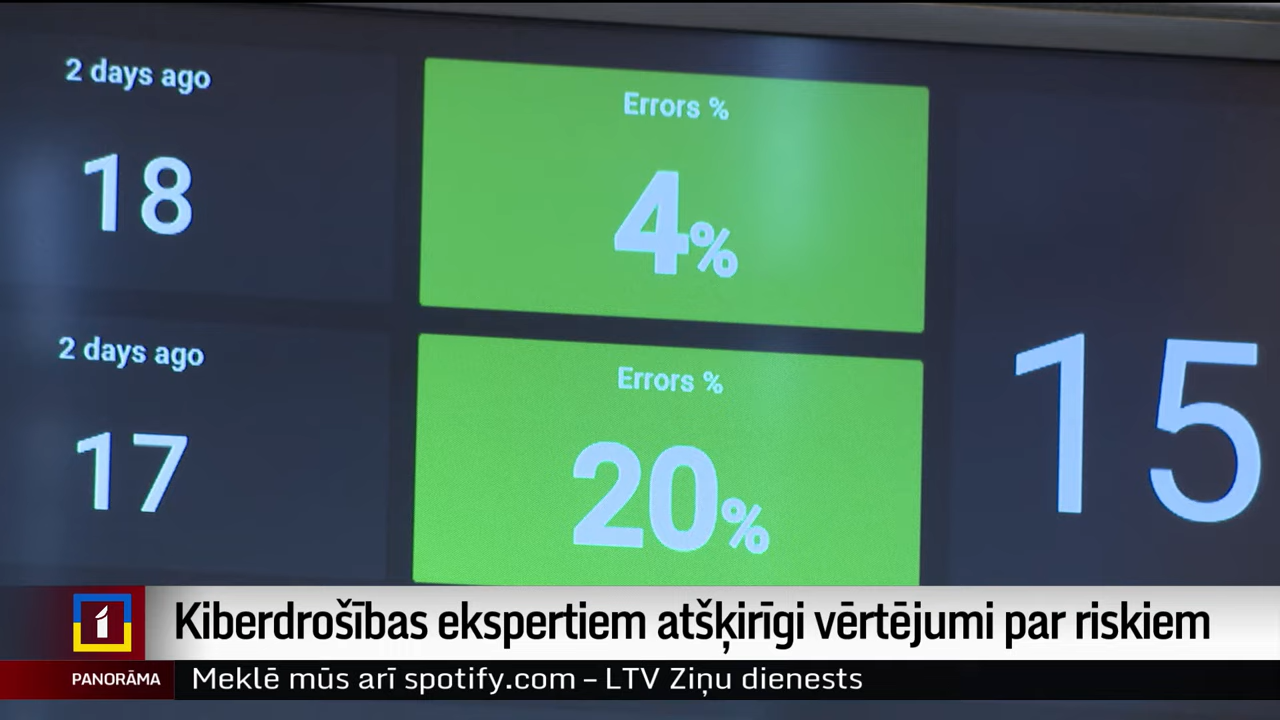 2 days ago
18
Errors %
4%
2 days ago
17
Errors %
20%
15
1
Kiberdrošības ekspertiem atšķirīgi vērtējumi par riskiem
PANORĀMA
Meklē mūs arī spotify.com – LTV Ziņu dienests